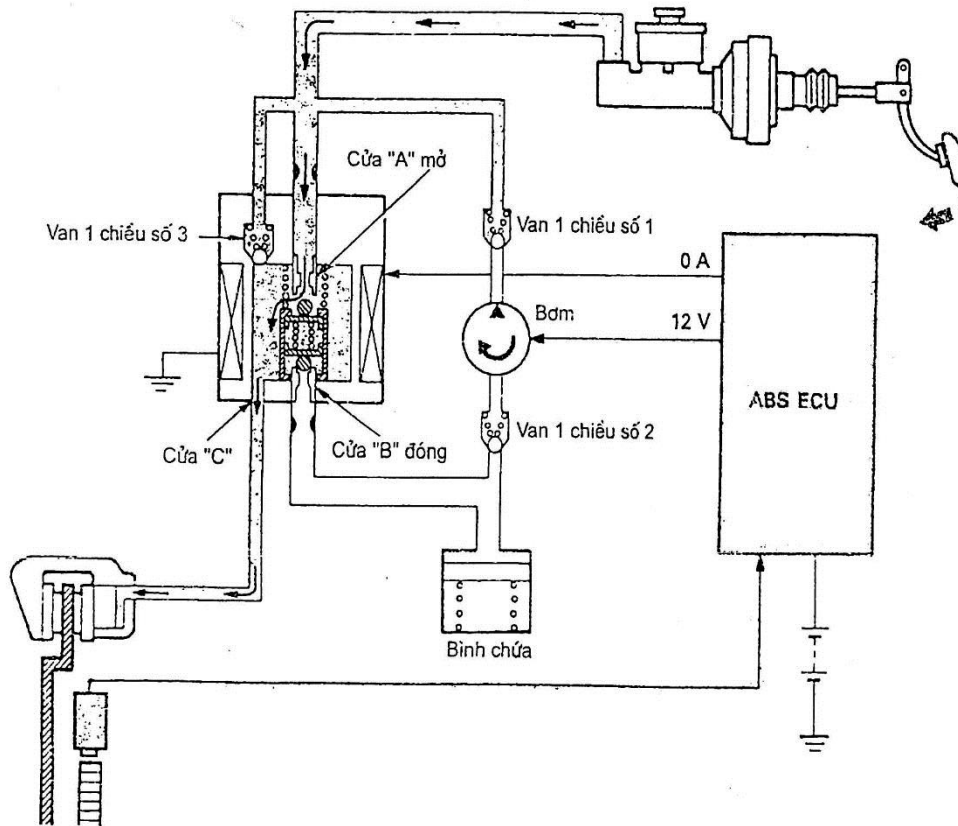 Cửa "A" mở
Van 1 chiều số 3
Van 1 chiều số 1
0 A
Bơm
12 V
ABS ECU
Van 1 chiều số 2
Cửa "C"
Cửa "B" đóng
Bình chứa